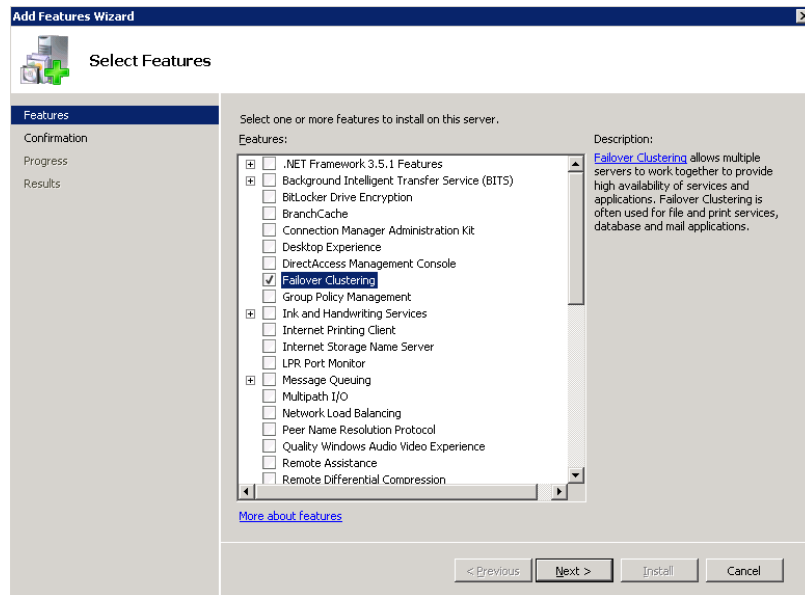 Add Features Wizard
Select Features
Features
Confirmation
Progress
Results
Select one or more features to install on this server.
Features:
.NET Framework 3.5.1 Features
Background Intelligent Transfer Service (BITS)
BitLocker Drive Encryption
BranchCache
Connection Manager Administration Kit
Desktop Experience
DirectAccess Management Console
Failover Clustering
Group Policy Management
Ink and Handwriting Services
Internet Printing Client
Internet Storage Name Server
LPR Port Monitor
Message Queuing
Multipath I/O
Network Load Balancing
Peer Name Resolution Protocol
Quality Windows Audio Video Experience
Remote Assistance
Remote Differential Compression
More about features
Description:
Failover Clustering allows multiple
servers to work together to provide
high availability of services and
applications. Failover Clustering is
often used for file and print services,
database and mail applications.
< Previous
Next >
Install
Cancel